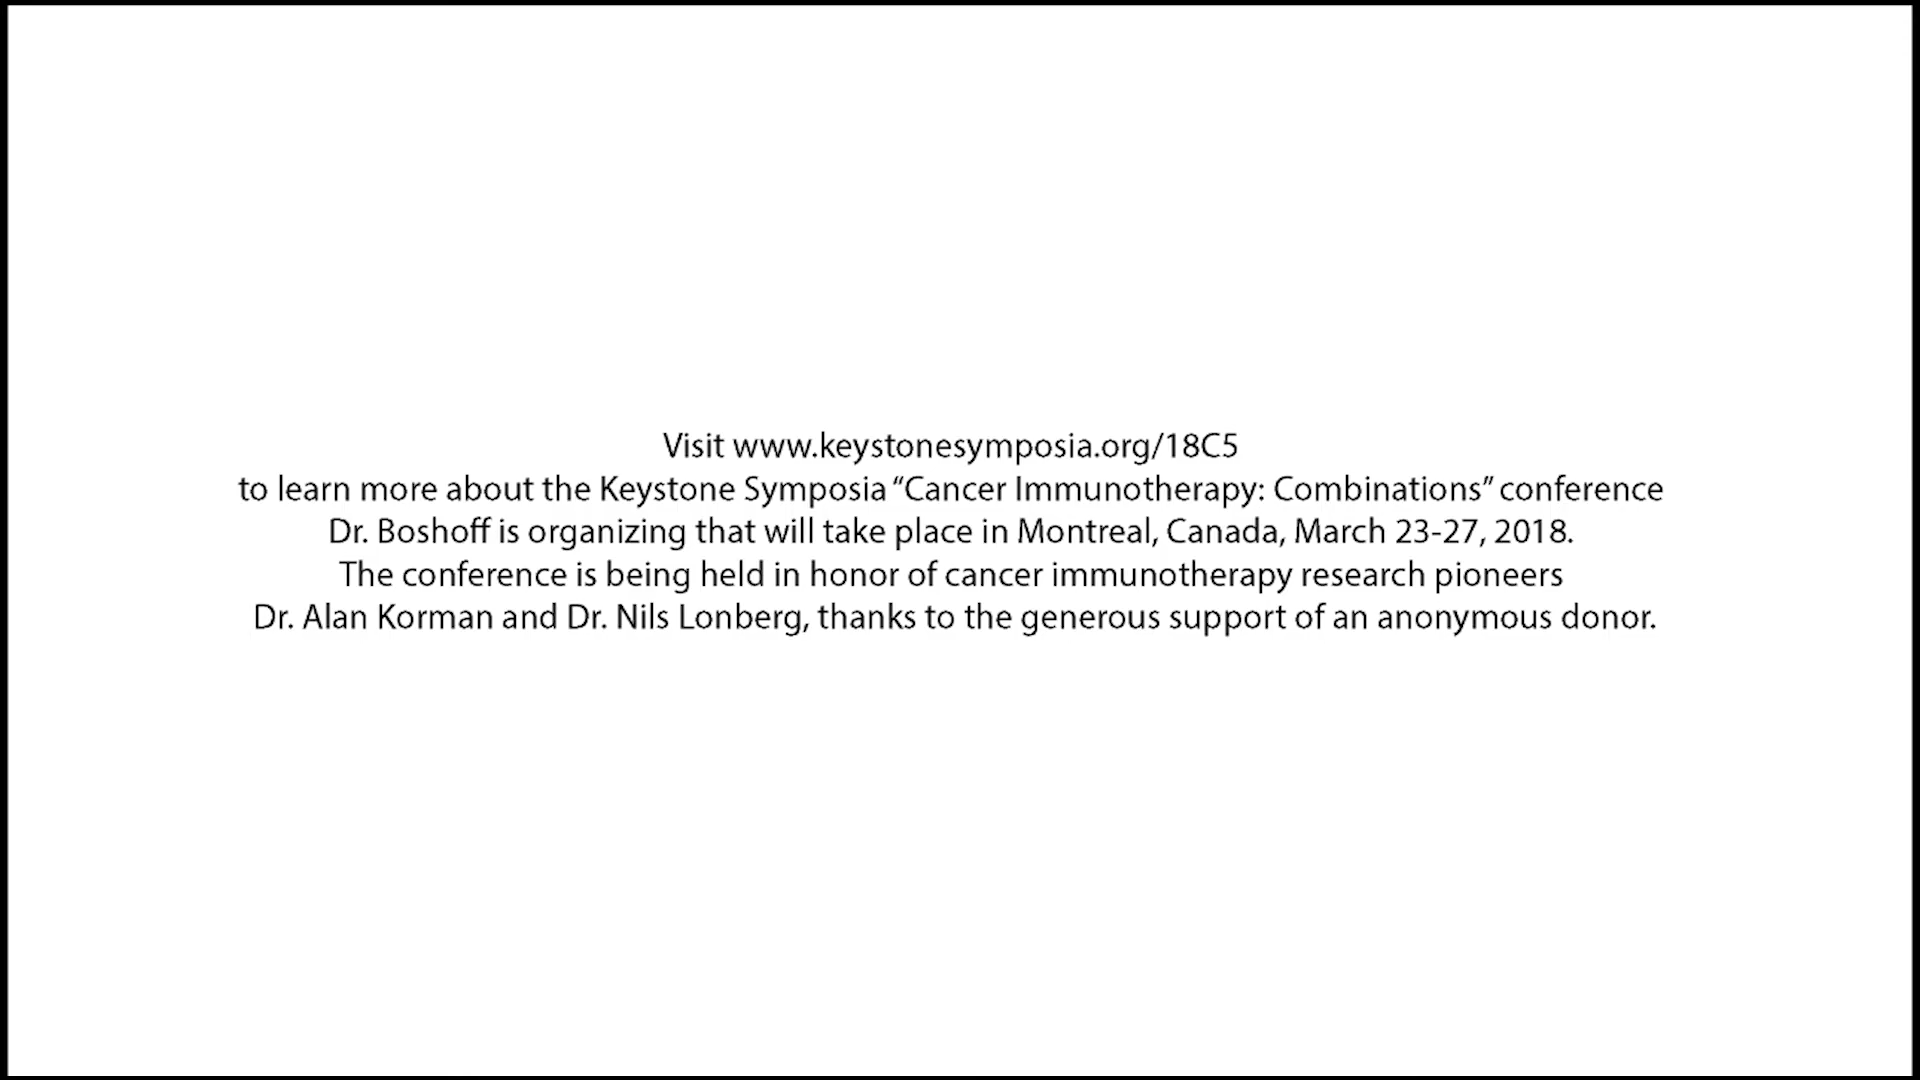 Visit www.keystonesymposia.org/18C5
to learn more about the Keystone Symposia “Cancer Immunotherapy: Combinations” conference
Dr. Boshoff is organizing that will take place in Montreal, Canada, March 23-27, 2018.
The conference is being held in honor of cancer immunotherapy research pioneers
Dr. Alan Korman and Dr. Nils Lonberg, thanks to the generous support of an anonymous donor.